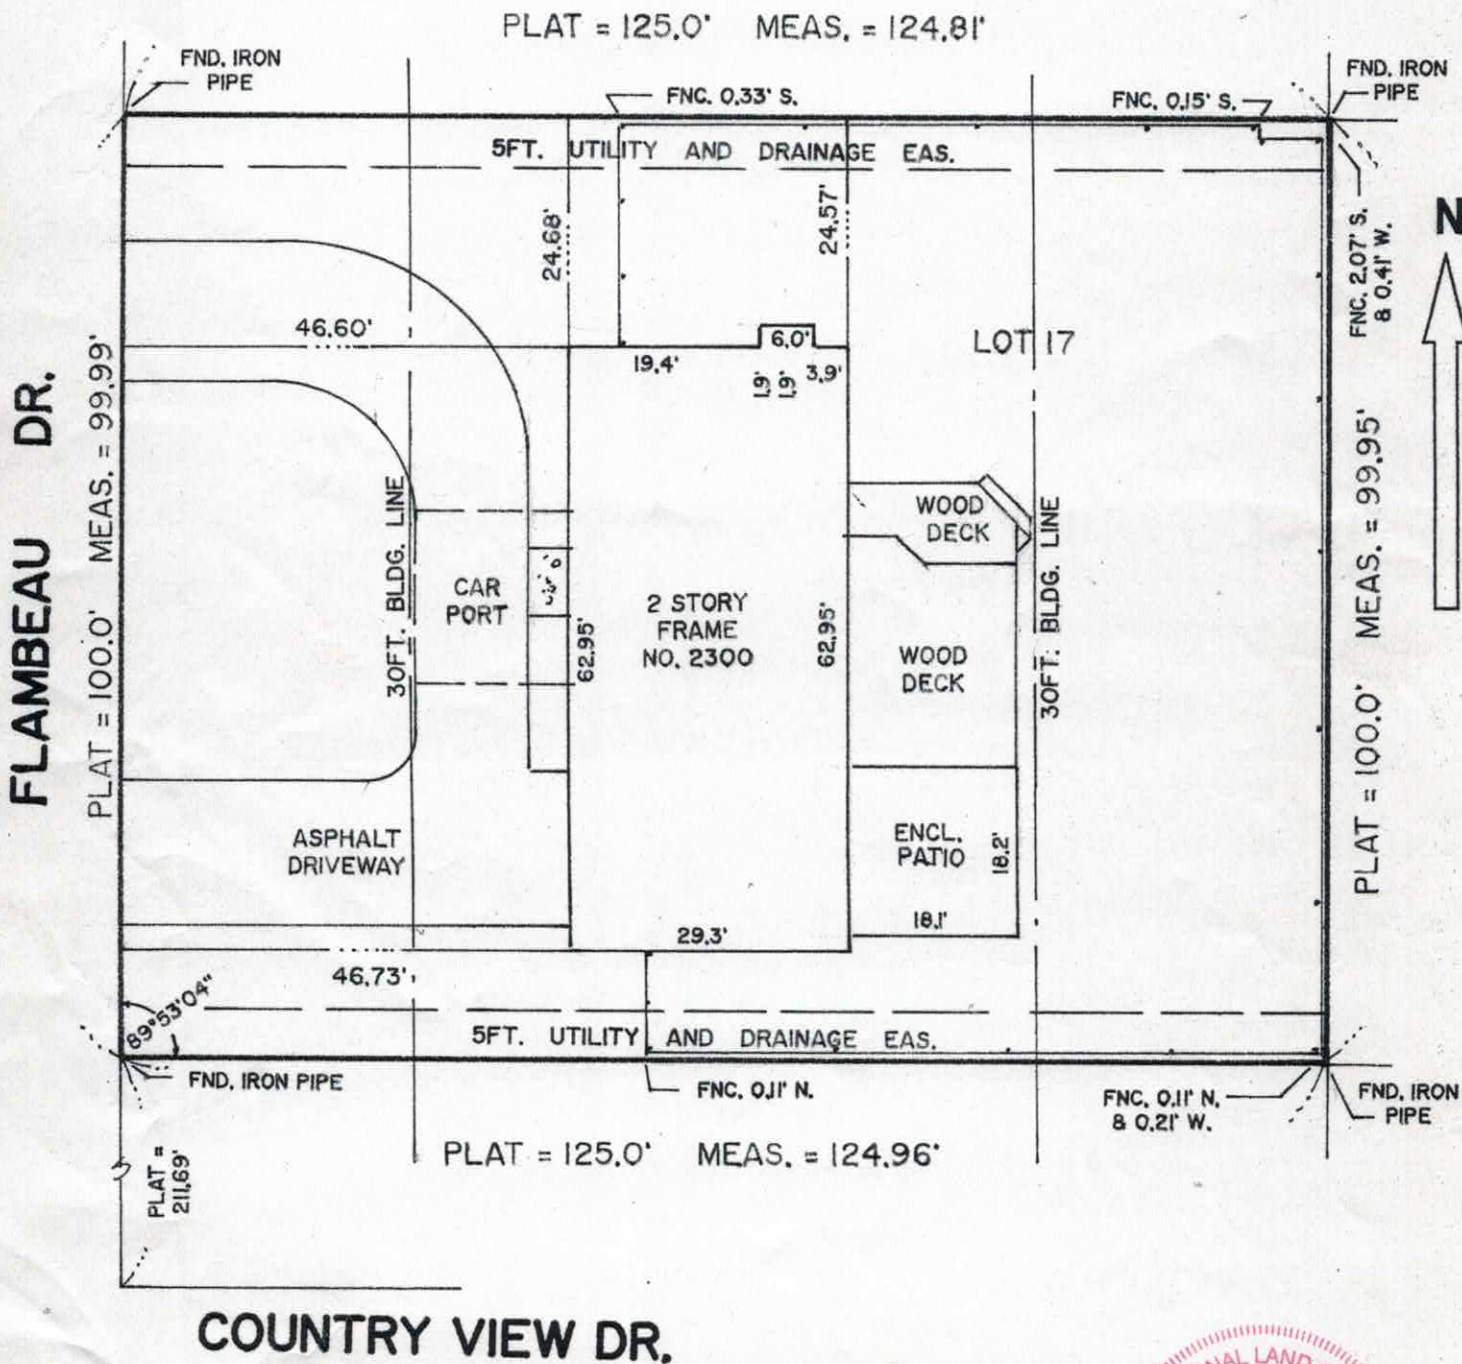 PLAT = 125.0' MEAS. = 124.81'
FND. IRON
PIPE
FNC. 0.33' S.
FNC. 0.15' S.
FND. IRON
PIPE
5FT. UTILITY AND DRAINAGE EAS.
24.68'
24.57'
FNC. 2.07' S.
& 0.41' W.
N
46.60'
6.0'
LOT 17
19.4'
1.9'
1.9'
3.9'
FLAMBEAU DR.
PLAT = 100.0' MEAS. = 99.99'
30FT. BLDG. LINE
WOOD
DECK
30FT. BLDG. LINE
PLAT = 100.0' MEAS. = 99.95'
CAR
PORT
62.95'
2 STORY
FRAME
NO. 2300
62.95'
WOOD
DECK
ASPHALT
DRIVEWAY
ENCL.
PATIO
18.2'
18.1'
29.3'
46.73'
89°53'04"
5FT. UTILITY AND DRAINAGE EAS.
FND. IRON PIPE
FNC. 0.11' N.
FNC. 0.11' N.
& 0.21' W.
FND. IRON
PIPE
PLAT = 125.0' MEAS. = 124.96'
PLAT =
211.69'
COUNTRY VIEW DR.
LAND